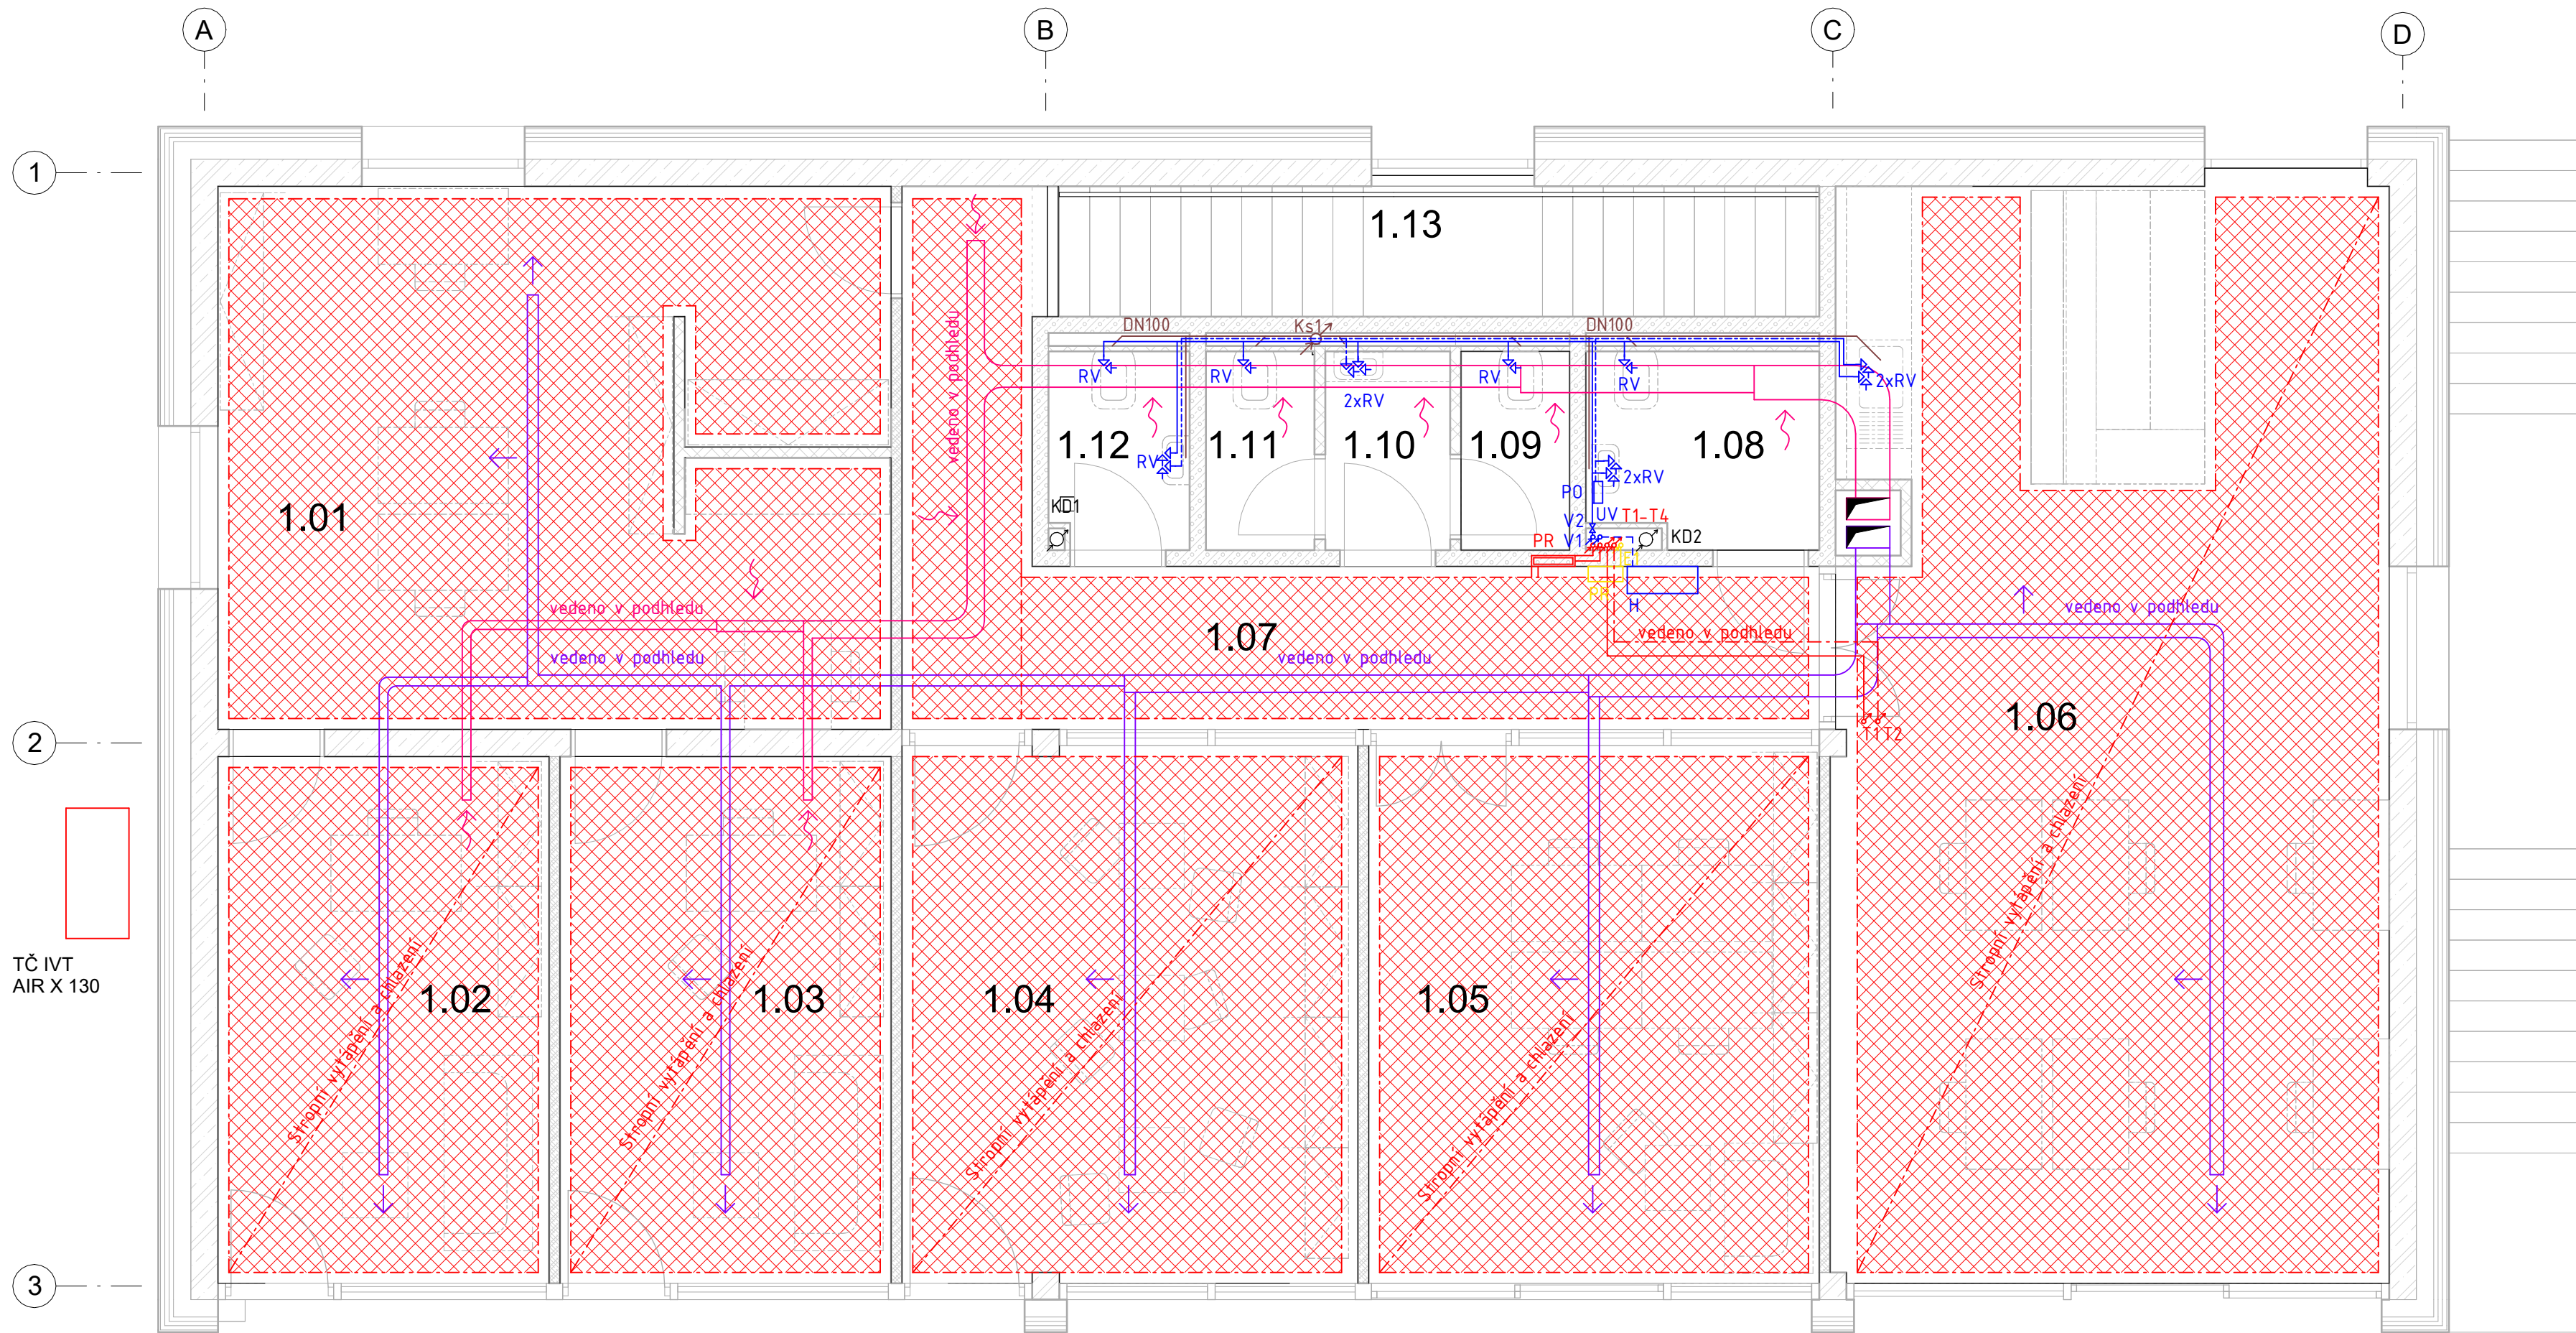 A
B
C
D
1
1.13
DN100
Ks1
DN100
RV
RV
2xRV
RV
RV
2xRV
vedeno v podhledu
1.12
1.11
1.10
1.09
1.08
RV
2xRV
PO
UV
V2
T1-T4
V1
PR
KD1
KD2
H
1.01
vedeno v podhledu
vedeno v podhledu
1.07
vedeno v podhledu
vedeno v podhledu
vedeno v podhledu
1.06
T1
T2
2
TČ IVT
AIR X 130
1.02
Stropní vytápění a chlazení
1.03
Stropní vytápění a chlazení
1.04
Stropní vytápění a chlazení
1.05
Stropní vytápění a chlazení
Stropní vytápění a chlazení
3